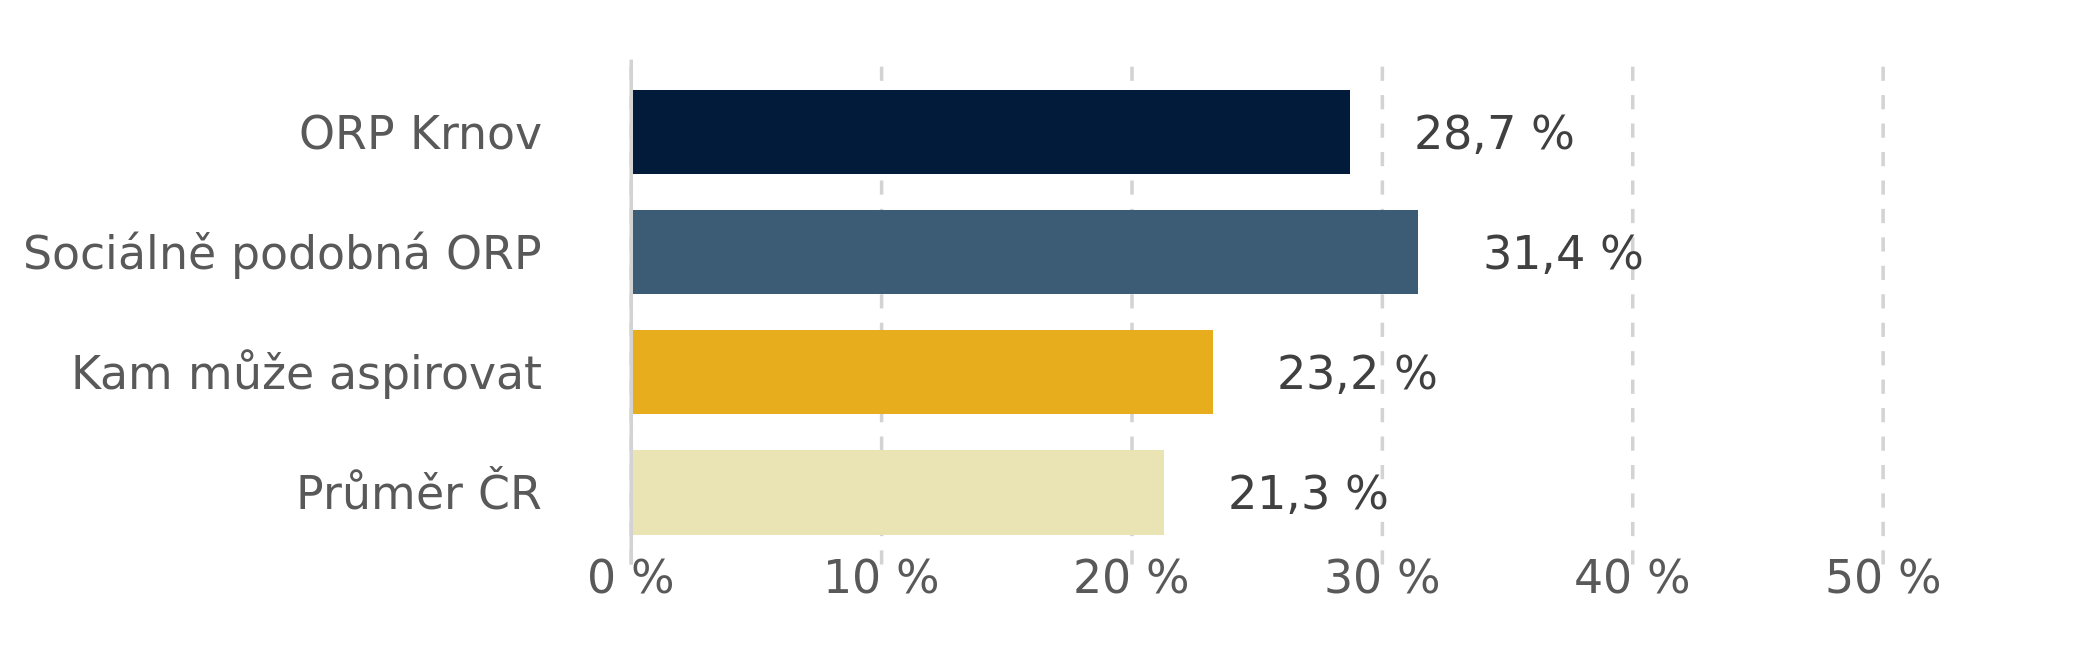 ORP Krnov 28,7 %
Sociálně podobná ORP 31,4 %
Kam může aspirovat 23,2 %
Průměr ČR 21,3 %
0 % 10 % 20 % 30 % 40 % 50 %